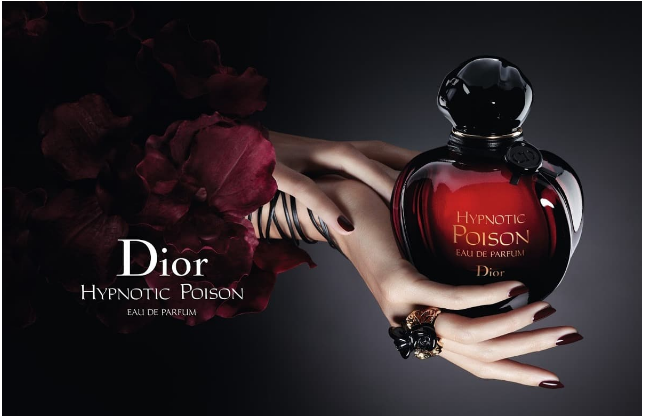 Dior
HYPNOTIC POISON
EAU DE PARFUM
HYPNOTIC
POISON
EAU DE PARFUM
Dior